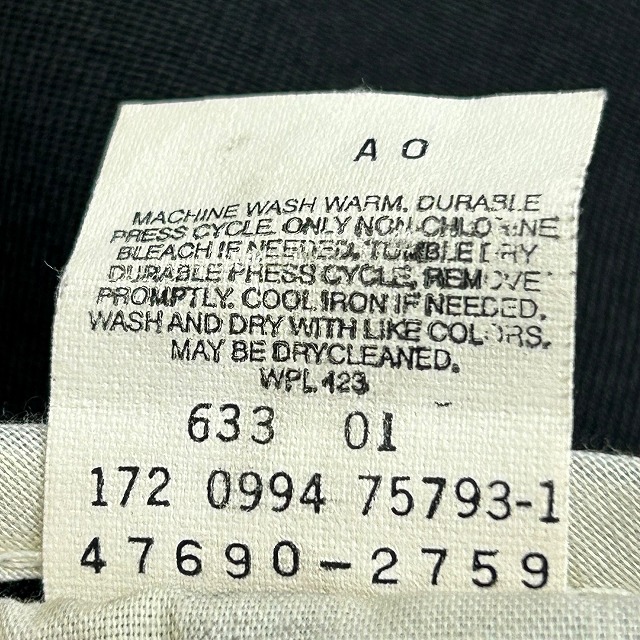 A O
MACHINE WASH WARM. DURABLE
PRESS CYCLE. ONLY NON-CHLORINE
BLEACH IF NEEDED. TUMBLE DRY
DURABLE PRESS CYCLE, REMOVE
PROMPTLY. COOL IRON IF NEEDED.
WASH AND DRY WITH LIKE COLORS.
MAY BE DRYCLEANED.
WPL 423
633 01
172 0994 75793-1
47690-2759